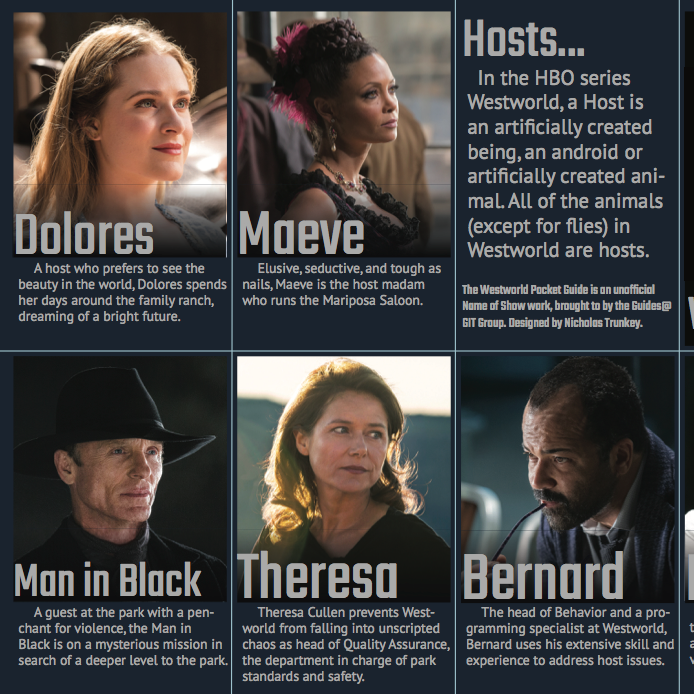 Dolores
A host who prefers to see the
beauty in the world, Dolores spends
her days around the family ranch,
dreaming of a bright future.
Maeve
Elusive, seductive, and tough as
nails, Maeve is the host madam
who runs the Mariposa Saloon.
Hosts...
In the HBO series
Westworld, a Host is
an artificially created
being, an android or
artificially created ani-
mal. All of the animals
(except for flies) in
Westworld are hosts.
The Westworld Pocket Guide is an unofficial
Name of Show work, brought to by the Guides@
GIT Group. Designed by Nicholas Trunkey.
Man in Black
A guest at the park with a pen-
chant for violence, the Man in
Black is on a mysterious mission in
search of a deeper level to the park.
Theresa
Theresa Cullen prevents West-
world from falling into unscripted
chaos as head of Quality Assurance,
the department in charge of park
standards and safety.
Bernard
The head of Behavior and a pro-
gramming specialist at Westworld,
Bernard uses his extensive skill and
experience to address host issues.